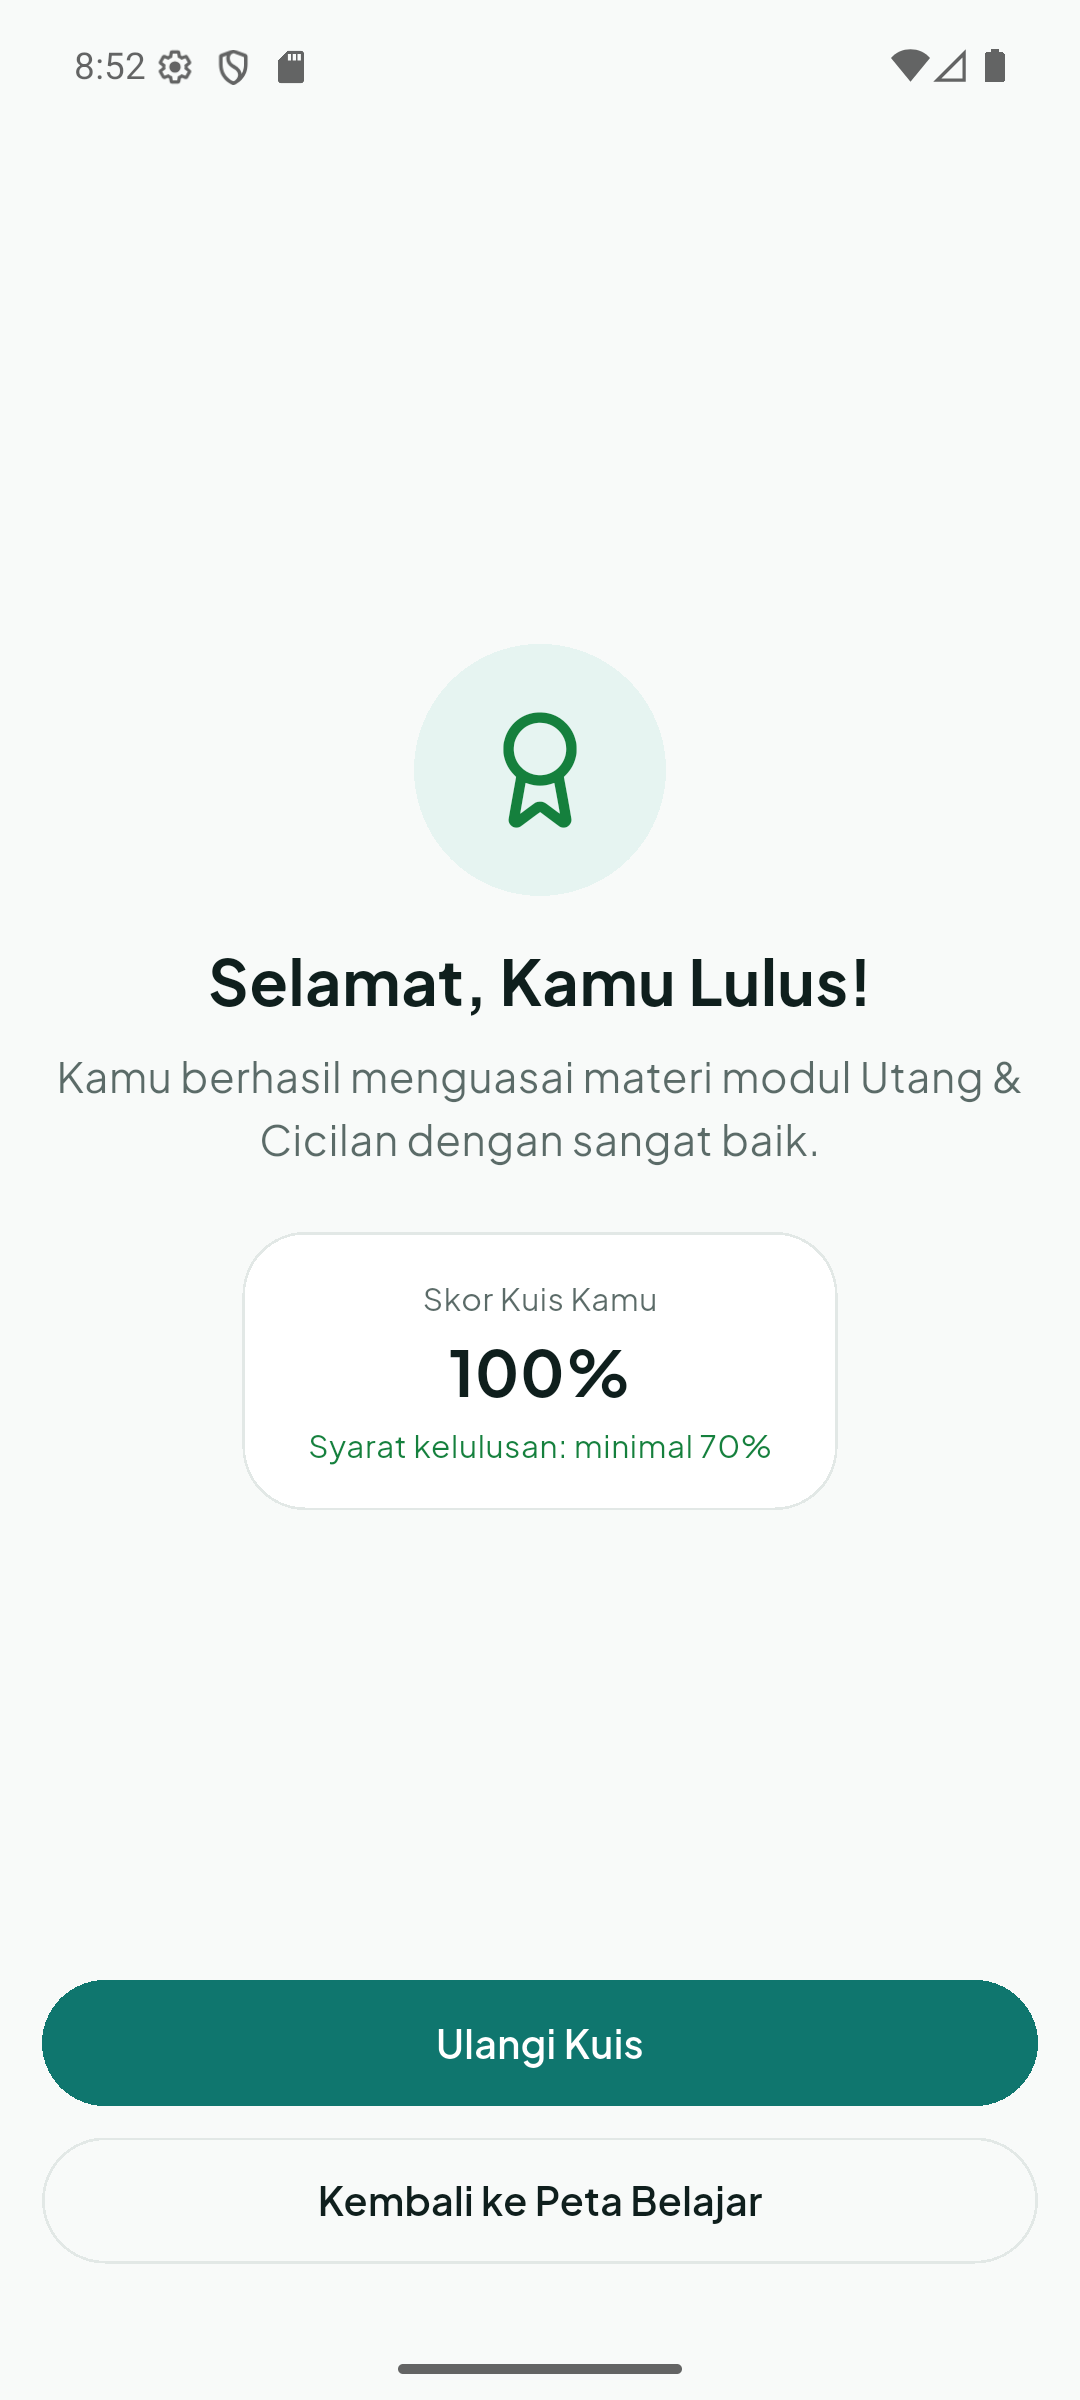 8:52
Selamat, Kamu Lulus!
Kamu berhasil menguasai materi modul Utang &
Cicilan dengan sangat baik.
Skor Kuis Kamu
100%
Syarat kelulusan: minimal 70%
Ulangi Kuis
Kembali ke Peta Belajar